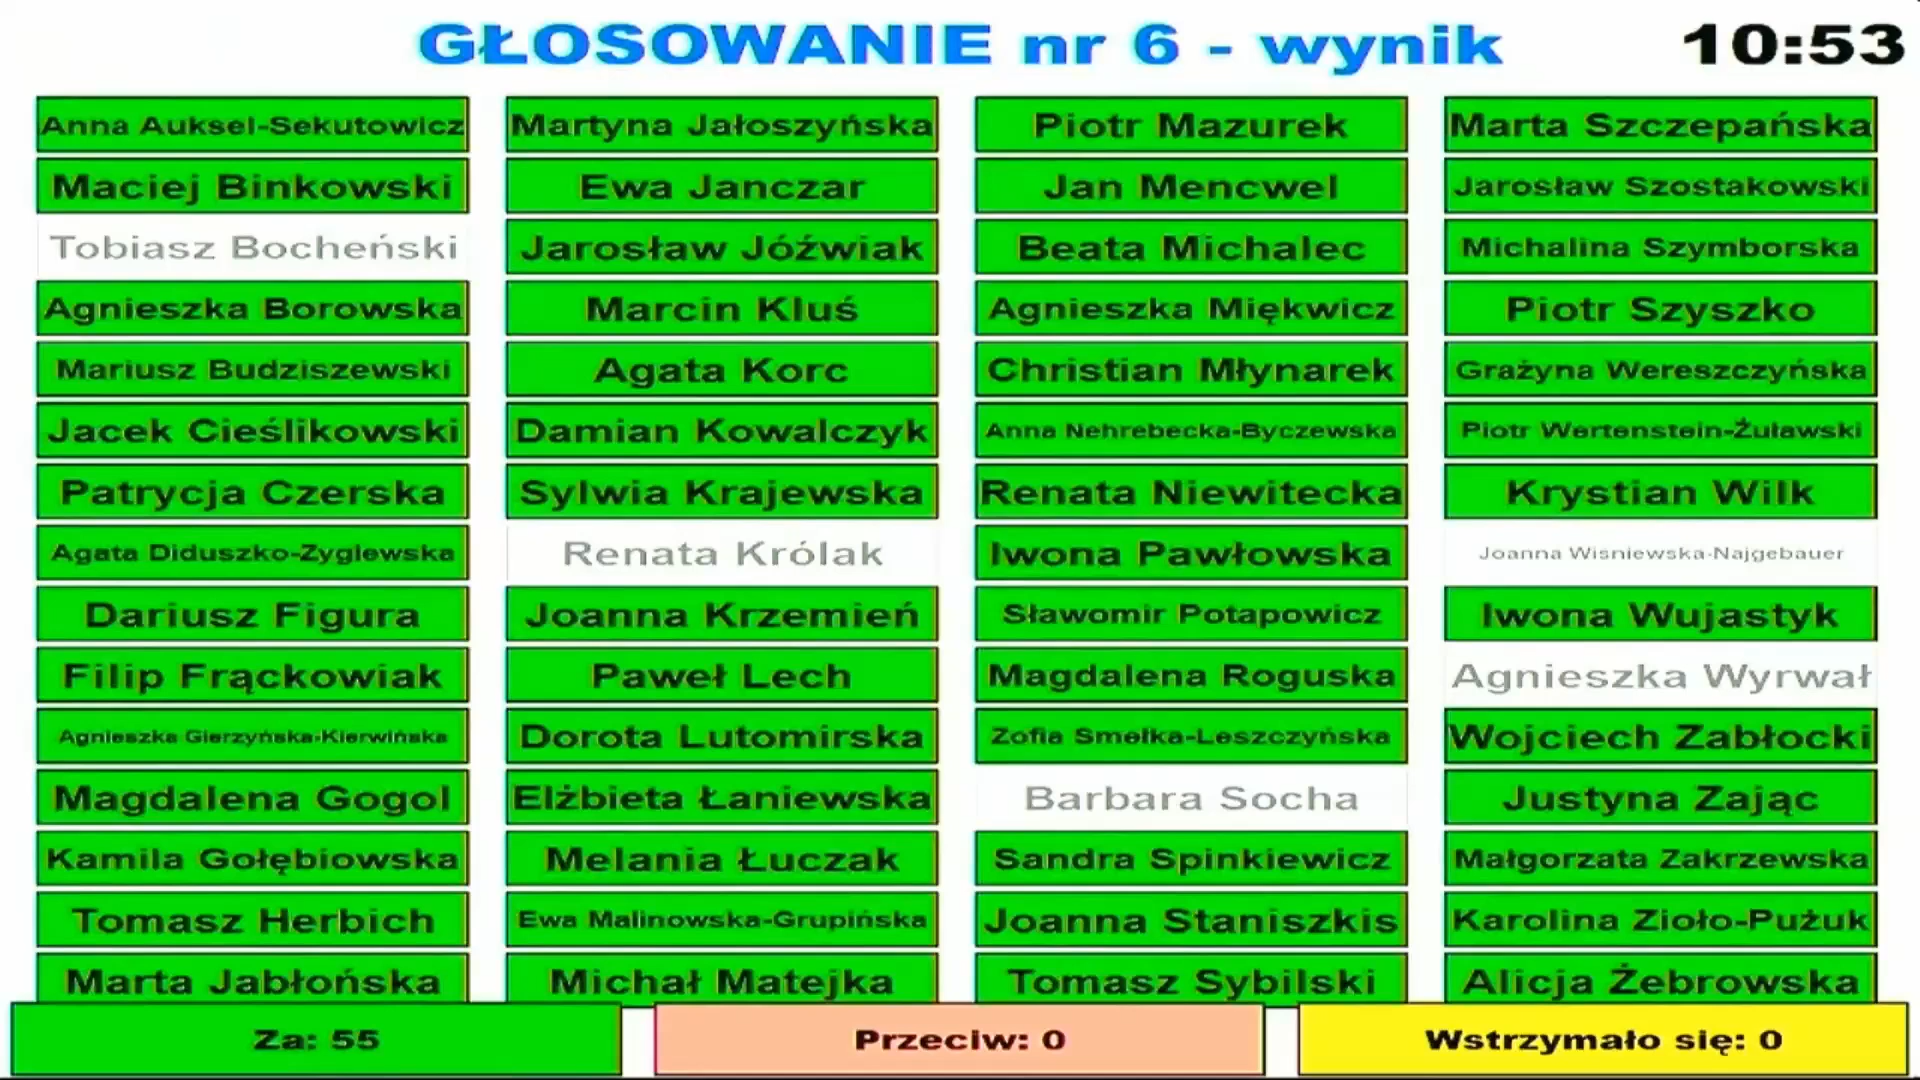 GŁOSOWANIE nr 6 - wynik
10:53
Anna Auksel-Sekutowicz
Maciej Binkowski
Tobiasz Bocheński
Agnieszka Borowska
Mariusz Budziszewski
Jacek Cieślikowski
Patrycja Czerska
Agata Diduszko-Zyglewska
Dariusz Figura
Filip Frąckowiak
Agnieszka Gierzyńska-Kierwińska
Magdalena Gogol
Kamila Gołębiowska
Tomasz Herbich
Marta Jabłońska
Martyna Jałoszyńska
Ewa Janczar
Jarosław Jóźwiak
Marcin Kluś
Agata Korc
Damian Kowalczyk
Sylwia Krajewska
Renata Królak
Joanna Krzemień
Paweł Lech
Dorota Lutomirska
Elżbieta Łaniewska
Melania Łuczak
Ewa Malinowska-Grupińska
Michał Matejka
Piotr Mazurek
Jan Mencwel
Beata Michalec
Agnieszka Miękwicz
Christian Młynarek
Anna Nehrebecka-Byczewska
Renata Niewitecka
Iwona Pawłowska
Sławomir Potapowicz
Magdalena Roguska
Zofia Smełka-Leszczyńska
Barbara Socha
Sandra Spinkiewicz
Joanna Staniszkis
Tomasz Sybilski
Marta Szczepańska
Jarosław Szostakowski
Michalina Szymborska
Piotr Szyszko
Grażyna Wereszczyńska
Piotr Wertenstein-Żuławski
Krystian Wilk
Joanna Wisniewska-Najgebauer
Iwona Wujastyk
Agnieszka Wyrwał
Wojciech Zabłocki
Justyna Zając
Małgorzata Zakrzewska
Karolina Zioło-Pużuk
Alicja Żebrowska
Za: 55
Przeciw: 0
Wstrzymało się: 0